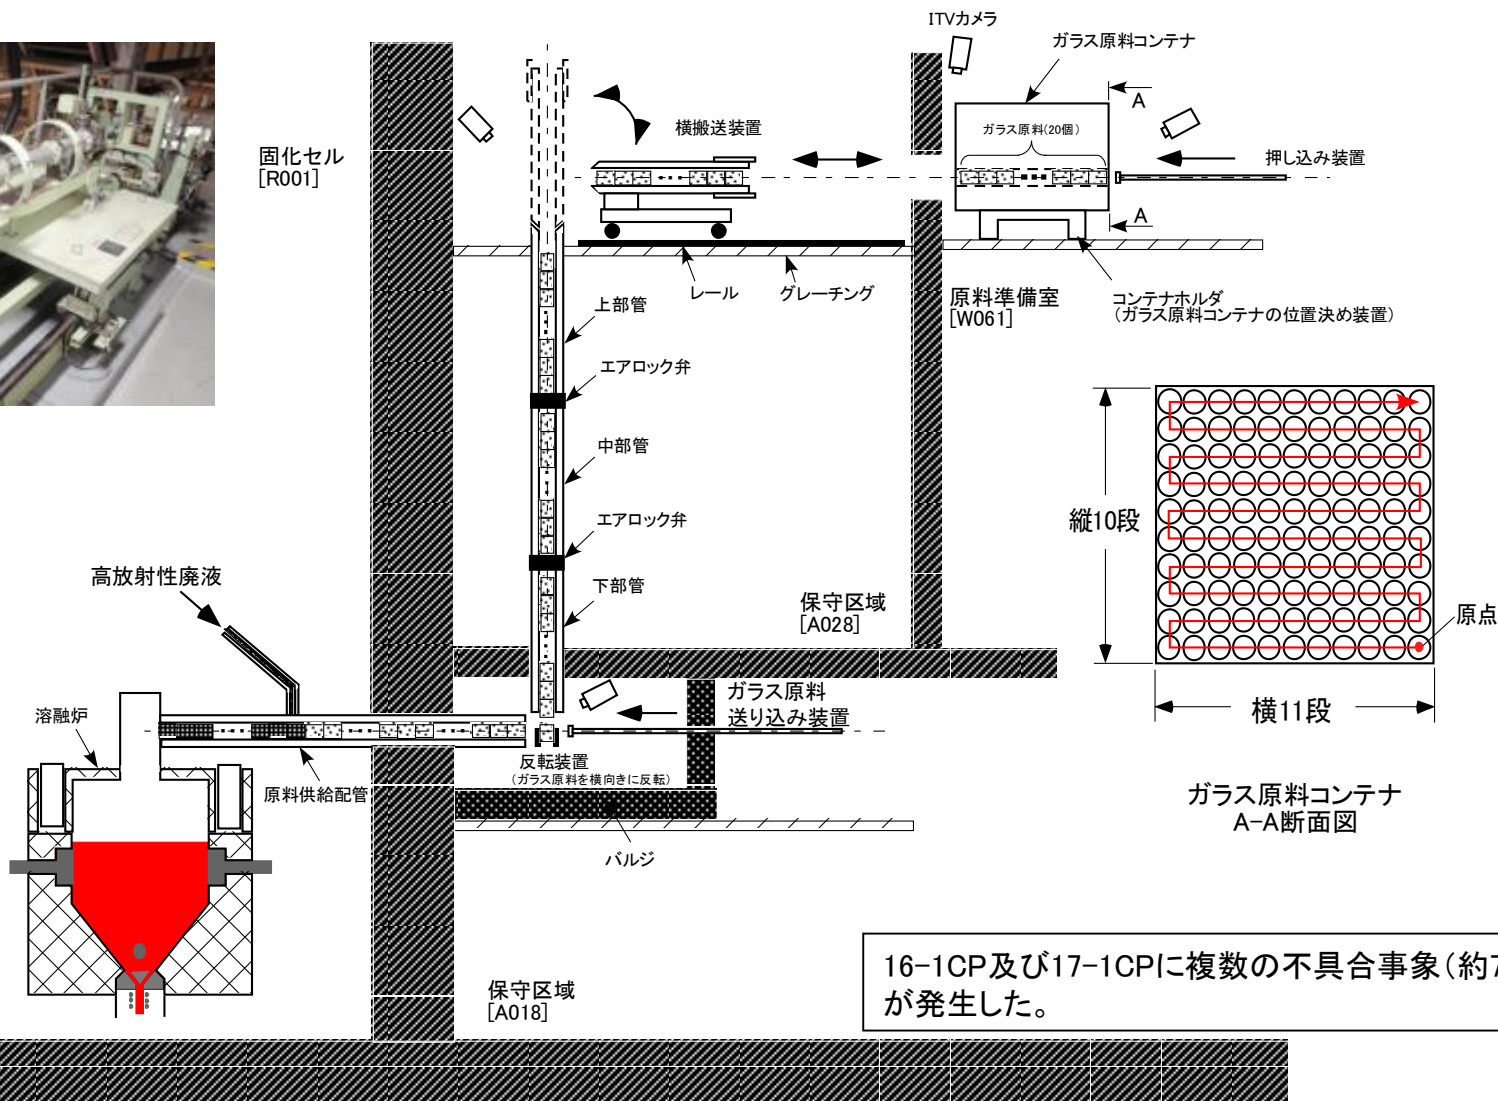 ITVカメラ
ガラス原料コンテナ
A
横搬送装置
ガラス原料(20個)
押し込み装置
固化セル
[R001]
A
レール
グレーチング
原料準備室
[W061]
コンテナホルダ
(ガラス原料コンテナの位置決め装置)
上部管
エアロック弁
中部管
縦10段
エアロック弁
高放射性廃液
下部管
保守区域
[A028]
原点
ガラス原料
送り込み装置
溶融炉
横11段
反転装置
(ガラス原料を横向きに反転)
原料供給配管
ガラス原料コンテナ
A-A断面図
バルジ
16-1CP及び17-1CPに複数の不具合事象(約7
が発生した。
保守区域
[A018]